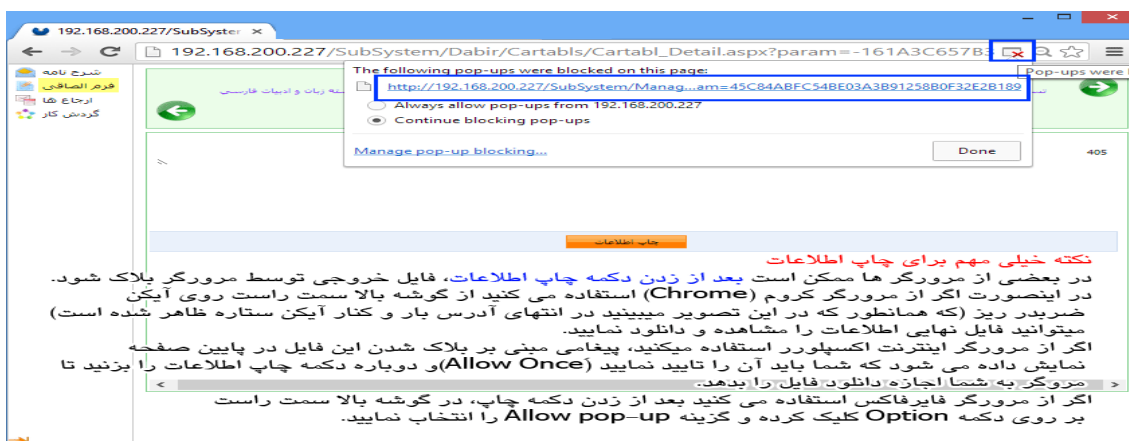 192.168.200.227/SubSyster
192.168.200.227/SubSystem/Dabir/Cartabls/Cartabl_Detail.aspx?param=-161A3C657B3
Pop-ups were
The following pop-ups were blocked on this page:
http://192.168.200.227/SubSystem/Manag...am=45C84ABFC54BE03A3B91258B0F32E2B189
Always allow pop-ups from 192.168.200.227
Continue blocking pop-ups
Manage pop-up blocking...
Done
شرح نامه
فرم الصاقی
ارجاع ها
گردش کار
زبان و ادبیات فارسی
405
چاپ اطلاعات
نکته خیلی مهم برای چاپ اطلاعات
در بعضی از مرورگر ها ممکن است بعد از زدن دکمه چاپ اطلاعات، فایل خروجی توسط مرورگر بلاک شود.
در اینصورت اگر از مرورگر کروم (Chrome) استفاده می کنید از گوشه بالا سمت راست روی آیکن
ضربدر ریز (که همانطور که در این تصویر میبینید در انتهای آدرس بار و کنار آیکن ستاره ظاهر شده است)
میتوانید فایل نهایی اطلاعات را مشاهده و دانلود نمایید.
اگر از مرورگر اینترنت اکسپلورر استفاده میکنید، پیغامی مبنی بر بلاک شدن این فایل در پایین صفحه
نمایش داده می شود که شما باید آن را تایید نمایید (Allow Once)و دوباره دکمه چاپ اطلاعات را بزنید تا
مروگر به شما اجازه دانلود فایل را بدهد.
اگر از مرورگر فایرفاکس استفاده می کنید بعد از زدن دکمه چاپ، در گوشه بالا سمت راست
بر روی دکمه Option کلیک کرده و گزینه Allow pop-up را انتخاب نمایید.